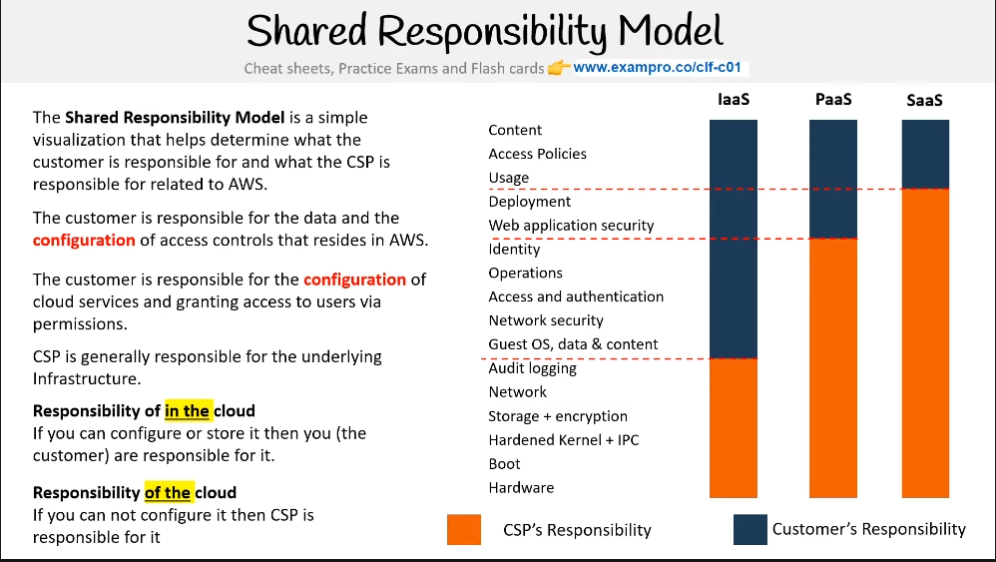 Shared Responsibility Model
Cheat sheets, Practice Exams and Flash cards 👉 www.exampro.co/clf-c01
The Shared Responsibility Model is a simple
visualization that helps determine what the
customer is responsible for and what the CSP is
responsible for related to AWS.
The customer is responsible for the data and the
configuration of access controls that resides in AWS.
The customer is responsible for the configuration of
cloud services and granting access to users via
permissions.
CSP is generally responsible for the underlying
Infrastructure.
Responsibility of in the cloud
If you can configure or store it then you (the
customer) are responsible for it.
Responsibility of the cloud
If you can not configure it then CSP is
responsible for it
IaaS PaaS SaaS
Content
Access Policies
Usage
Deployment
Web application security
Identity
Operations
Access and authentication
Network security
Guest OS, data & content
Audit logging
Network
Storage + encryption
Hardened Kernel + IPC
Boot
Hardware
CSP's Responsibility
Customer's Responsibility